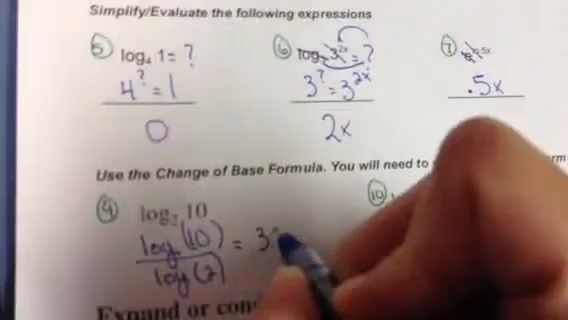 Simplify/Evaluate the following expressions
5 log₄ 1 = ?
4^? = 1
0
6 log₃ 3^2x = ?
3^? = 3^2x
2x
7
.5x
Use the Change of Base Formula. You will need to
9 log₂ 10
log(10) / log(2) = 3
10
Expand or con